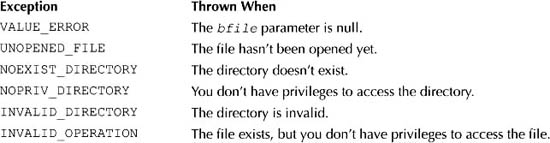 Exception Thrown When
VALUE_ERROR The bfile parameter is null.
UNOPENED_FILE The file hasn't been opened yet.
NOEXIST_DIRECTORY The directory doesn't exist.
NOPRIV_DIRECTORY You don't have privileges to access the directory.
INVALID_DIRECTORY The directory is invalid.
INVALID_OPERATION The file exists, but you don't have privileges to access the file.